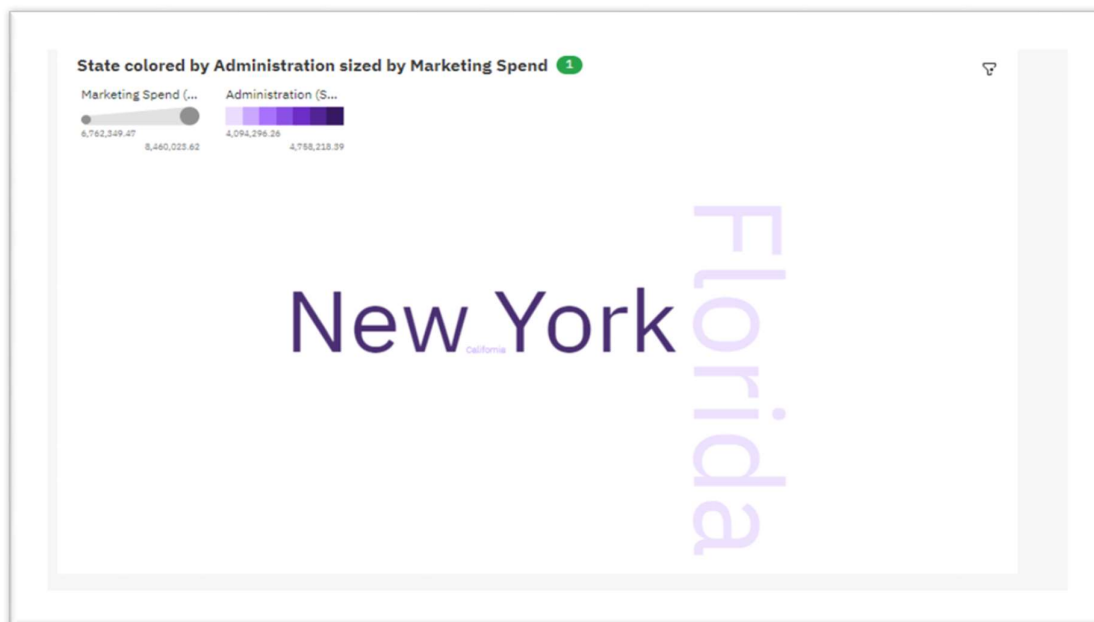 State colored by Administration sized by Marketing Spend 1
Marketing Spend (... Administration (S...
6,762,349.47 4,094,296.26
8,460,023.62 4,758,218.39
Florida
New York
California